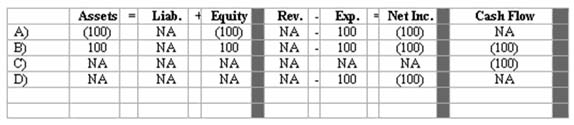 Assets = Liab. + Equity Rev. - Exp. = Net Inc. Cash Flow
A) (100) NA (100) NA - 100 (100) NA
B) 100 NA 100 NA - 100 (100) (100)
C) NA NA NA NA NA NA (100)
D) NA NA NA NA - 100 (100) NA